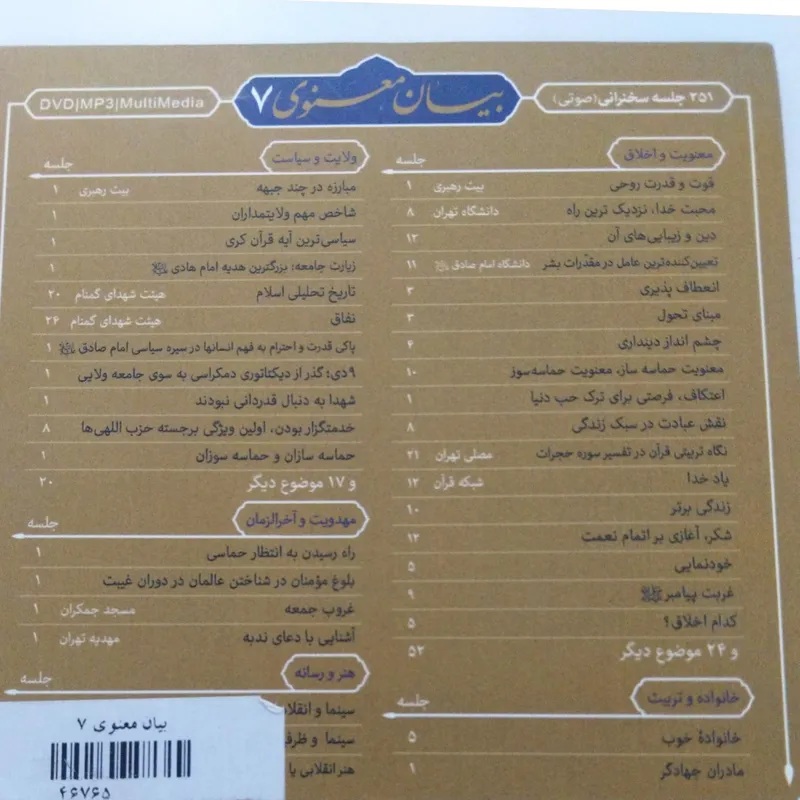 بیان معنوی ۷
۲۵۱ جلسه سخنرانی (صوتی)
DVD|MP3|MultiMedia
معنویت و اخلاق جلسه
قوت و قدرت روحی بیت رهبری ۱
محبت خدا، نزدیک ترین راه دانشگاه تهران ۸
دین و زیبایی‌های آن ۱۲
تعیین‌کننده‌ترین عامل در مقدّرات بشر دانشگاه امام صادق ۱۱
انعطاف پذیری ۳
مبنای تحول ۳
چشم انداز دینداری ۴
معنویت حماسه ساز، معنویت حماسه‌سوز ۱۰
اعتکاف، فرصتی برای ترک حب دنیا ۱
نقش عبادت در سبک زندگی ۸
نگاه تربیتی قرآن در تفسیر سوره حجرات مصلی تهران ۲۱
یاد خدا شبکه قرآن ۱۲
زندگی برتر ۱۰
شکر، آغازی بر اتمام نعمت ۱۲
خودنمایی ۵
غربت پیامبر ﷺ ۹
کدام اخلاق؟ ۵
و ۲۴ موضوع دیگر ۵۲
خانواده و تربیت جلسه
خانوادهٔ خوب ۵
مادران جهادگر ۱
ولایت و سیاست جلسه
مبارزه در چند جبهه بیت رهبری ۱
شاخص مهم ولایتمداران ۱
سیاسی‌ترین آیه قرآن کری ۱
زیارت جامعه: بزرگترین هدیه امام هادی ۱
تاریخ تحلیلی اسلام هیئت شهدای گمنام ۲۰
نفاق هیئت شهدای گمنام ۲۴
پاکی قدرت و احترام به فهم انسانها در سیره سیاسی امام صادق ۱
۹دی؛ گذر از دیکتاتوری دمکراسی به سوی جامعه ولایی ۱
شهدا به دنبال قدردانی نبودند ۱
خدمتگزار بودن، اولین ویژگی برجسته حزب اللهی‌ها ۸
حماسه سازان و حماسه سوزان ۱
و ۱۷ موضوع دیگر ۲۰
مهدویت و آخرالزمان جلسه
راه رسیدن به انتظار حماسی ۱
بلوغ مؤمنان در شناختن عالمان در دوران غیبت ۱
غروب جمعه مسجد جمکران ۱
آشنایی با دعای ندبه مهدیه تهران ۱
هنر و رسانه جلسه
سینما و انقلا
سینما و ظرفی
هنر انقلابی یا
بیان معنوی ۷
۴۶۷۶۵